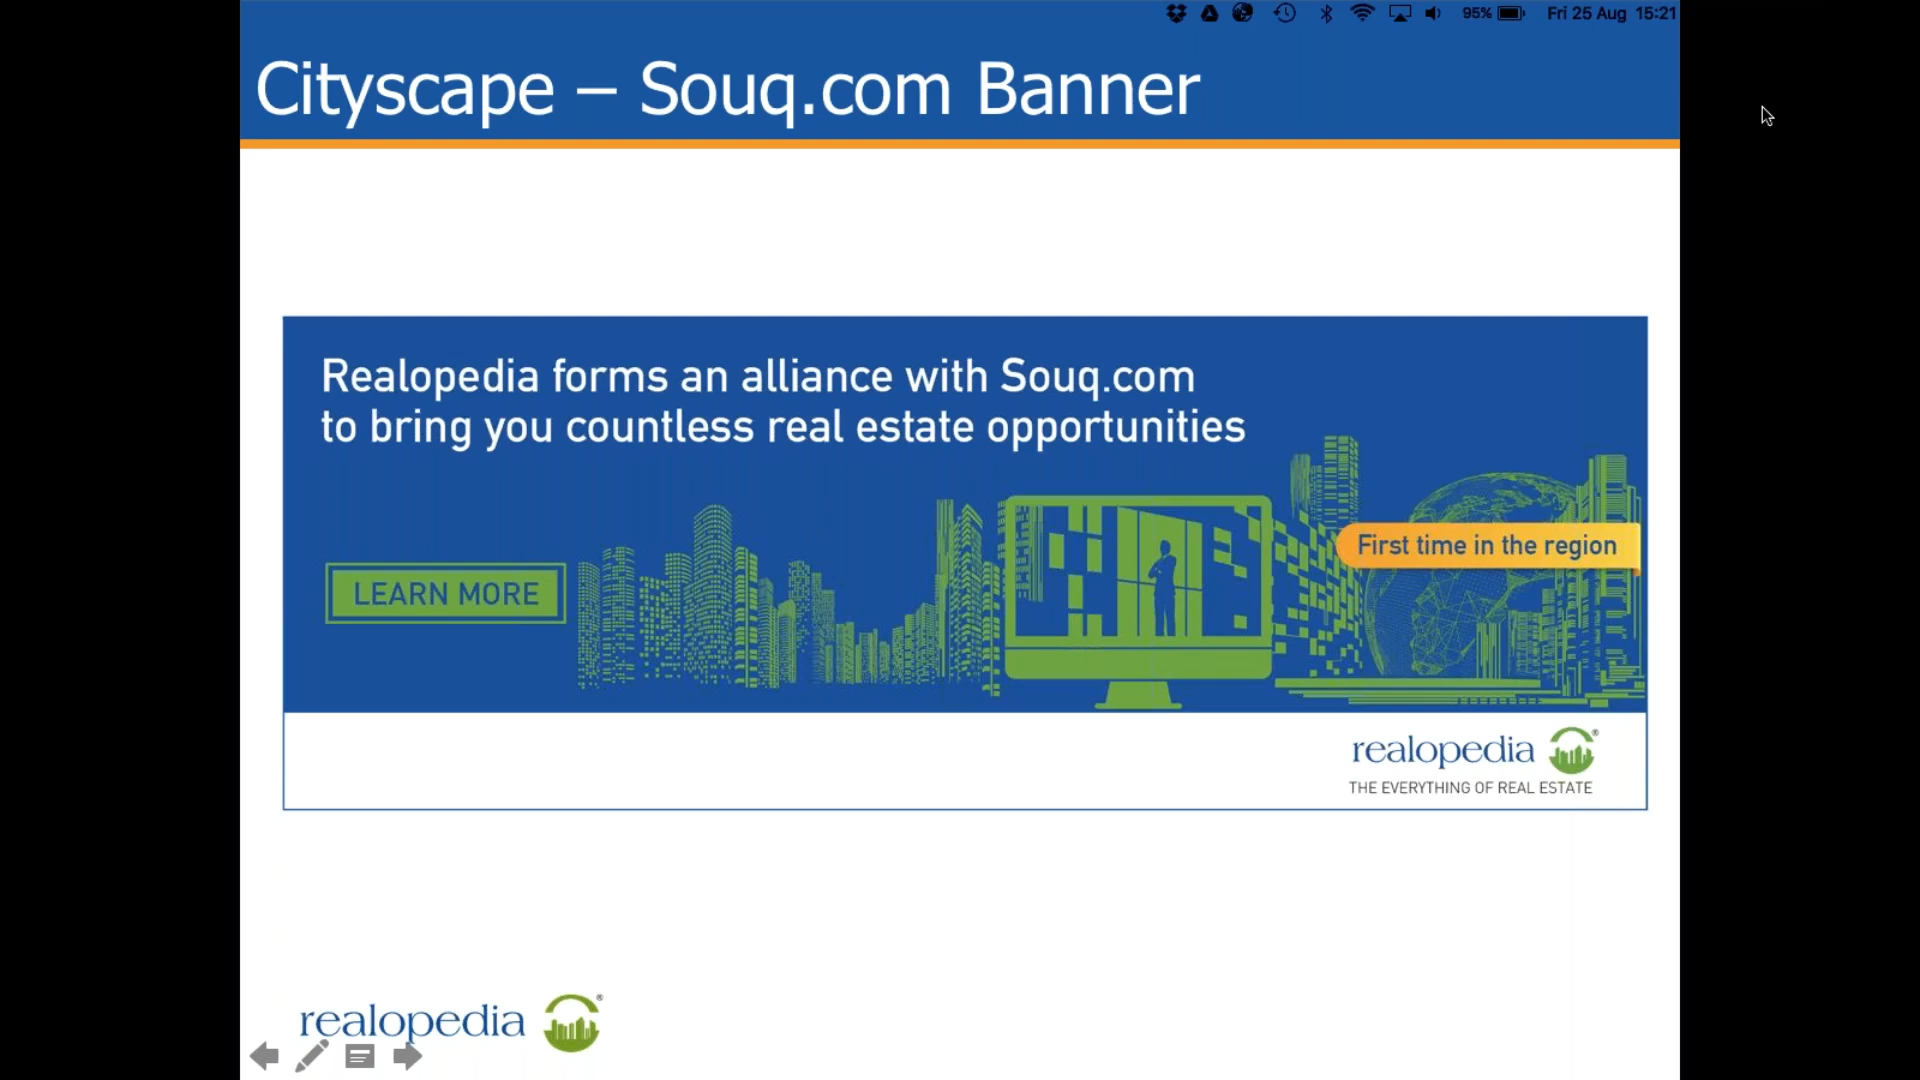 95% Fri 25 Aug 15:21
Cityscape – Souq.com Banner
Realopedia forms an alliance with Souq.com
to bring you countless real estate opportunities
First time in the region
LEARN MORE
realopedia ®
THE EVERYTHING OF REAL ESTATE
realopedia ®